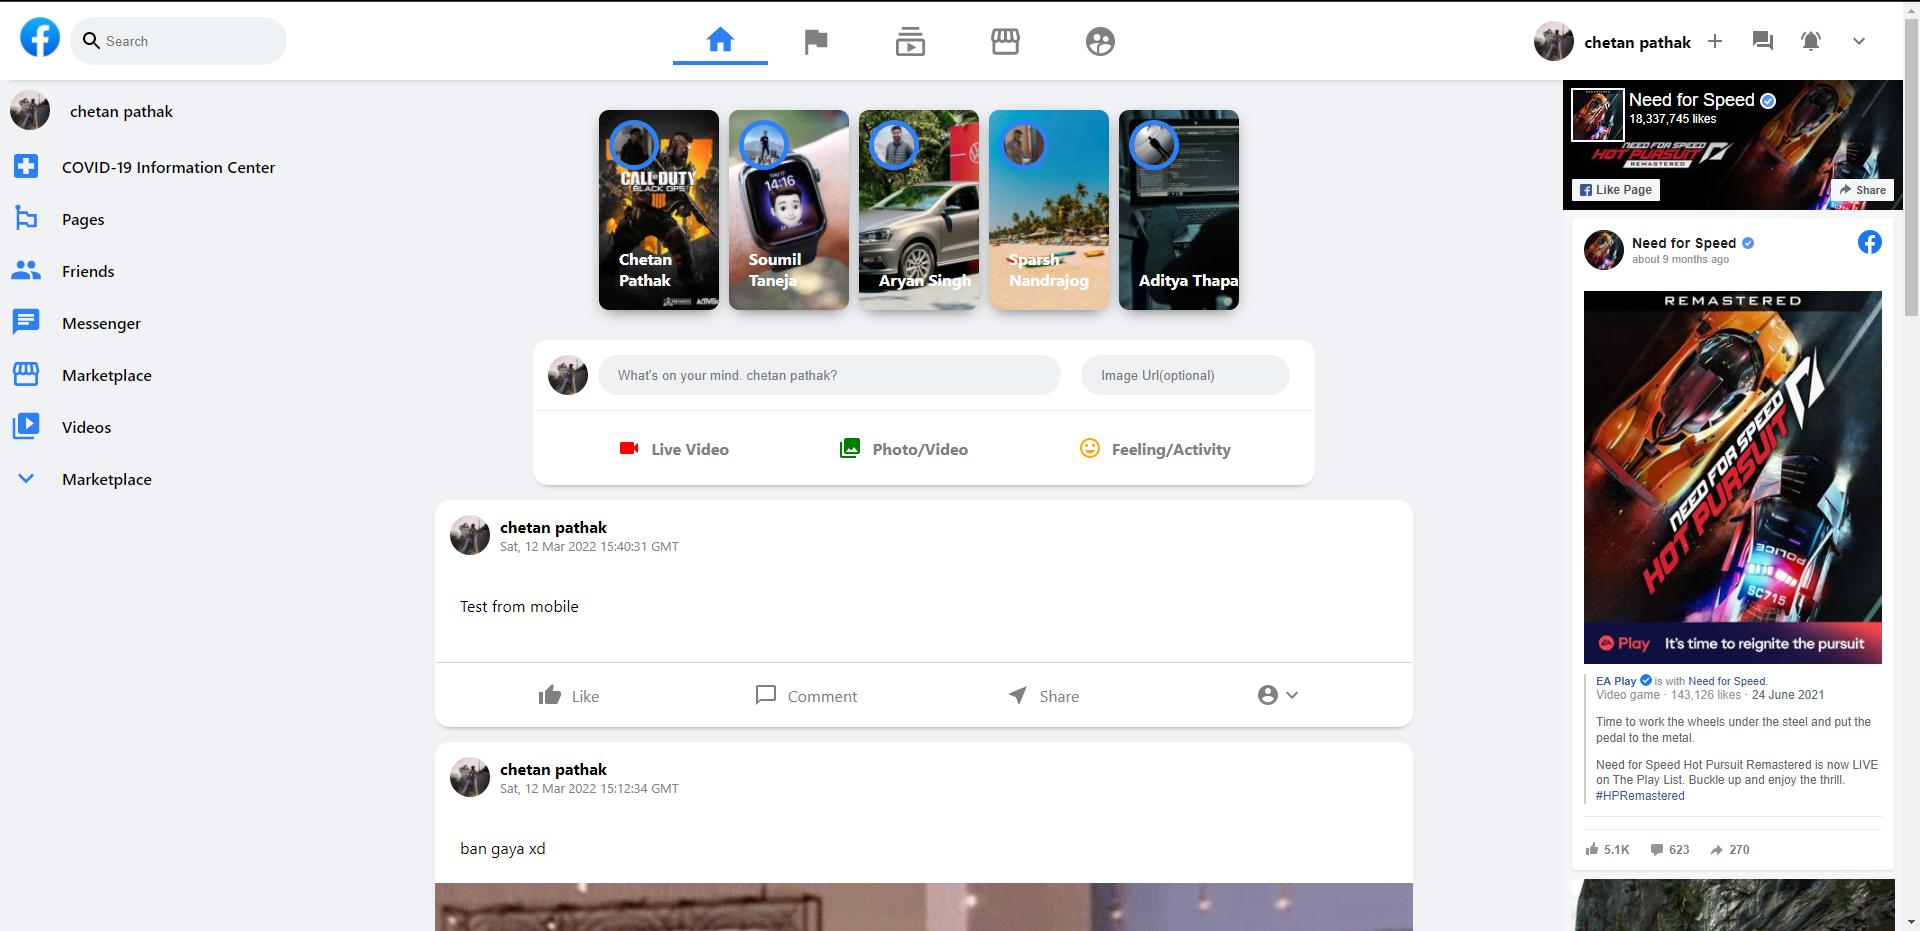 Search
chetan pathak
chetan pathak
COVID-19 Information Center
Pages
Friends
Messenger
Marketplace
Videos
Marketplace
CALL OF DUTY
BLACK OPS
Chetan
Pathak
14:16
Soumil
Taneja
Aryan Singh
Sparsh
Nandrajog
Aditya Thapa
What's on your mind. chetan pathak?
Image Url(optional)
Live Video
Photo/Video
Feeling/Activity
chetan pathak
Sat, 12 Mar 2022 15:40:31 GMT
Test from mobile
Like
Comment
Share
chetan pathak
Sat, 12 Mar 2022 15:12:34 GMT
ban gaya xd
Need for Speed
18,337,745 likes
NEED FOR SPEED
HOT PURSUIT
REMASTERED
Like Page
Share
Need for Speed
about 9 months ago
REMASTERED
NEED FOR SPEED
HOT PURSUIT
POLICE
SC715
EA Play It's time to reignite the pursuit
EA Play is with Need for Speed.
Video game · 143,126 likes · 24 June 2021
Time to work the wheels under the steel and put the
pedal to the metal.
Need for Speed Hot Pursuit Remastered is now LIVE
on The Play List. Buckle up and enjoy the thrill.
#HPRemastered
5.1K
623
270